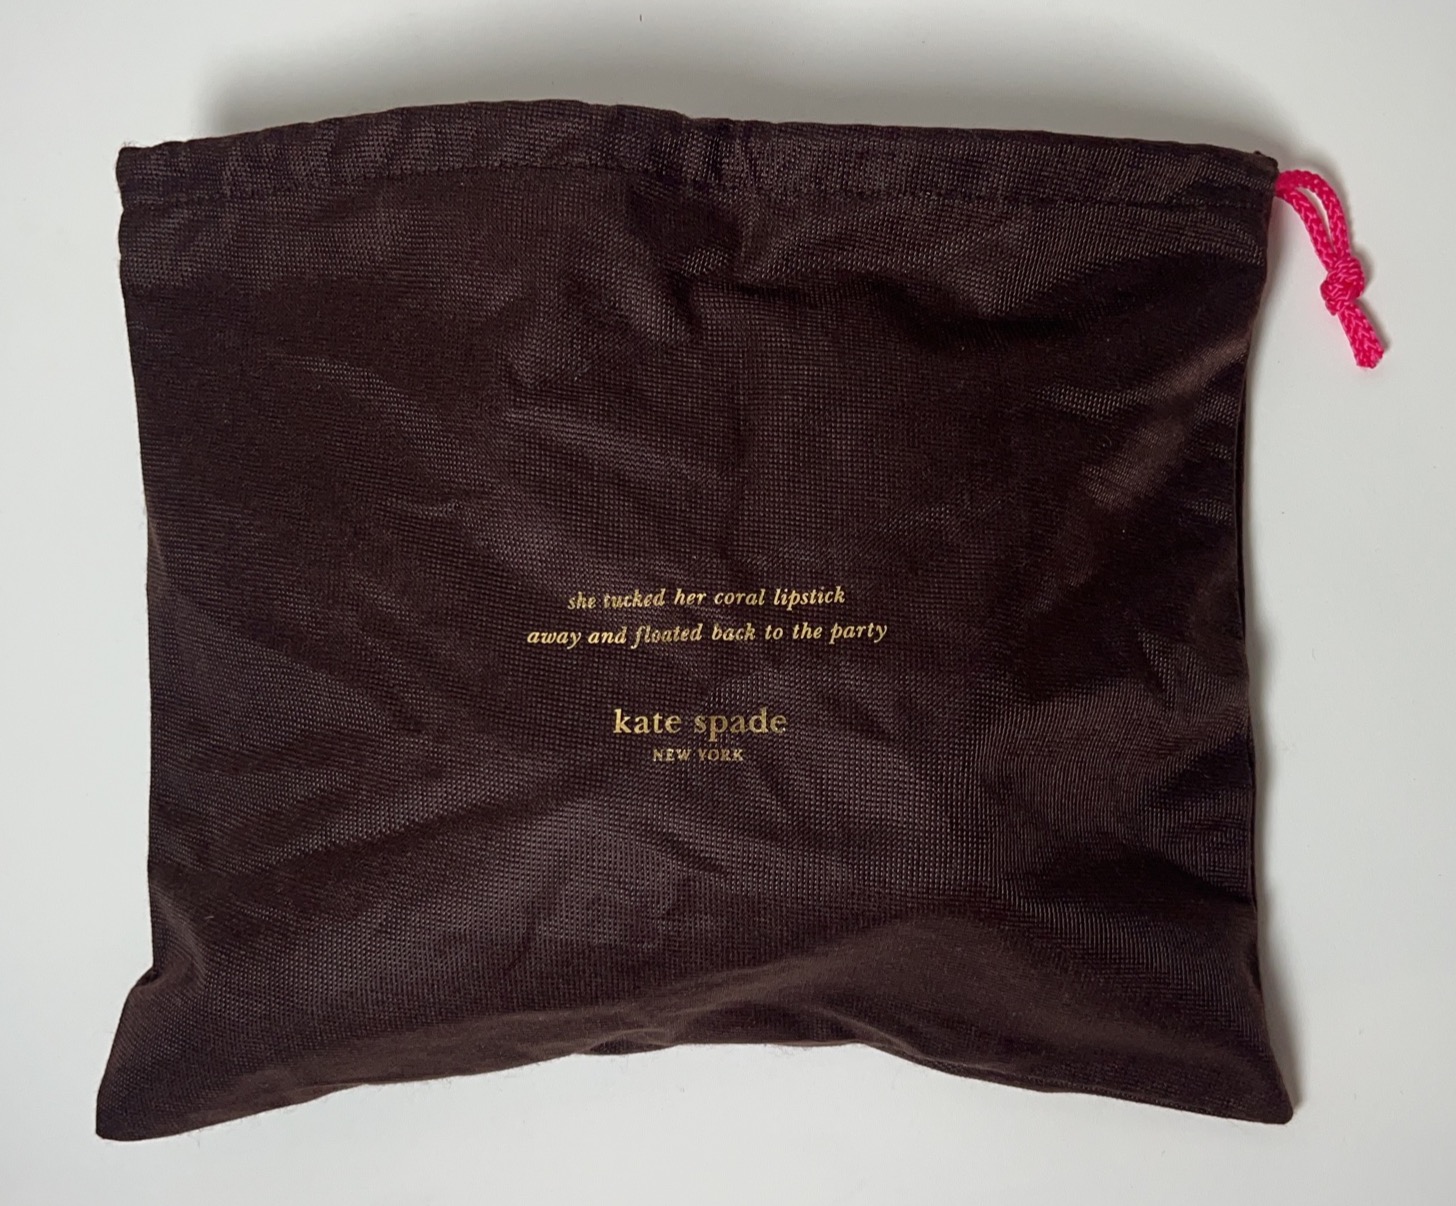 she tucked her coral lipstick
away and floated back to the party
kate spade
NEW YORK